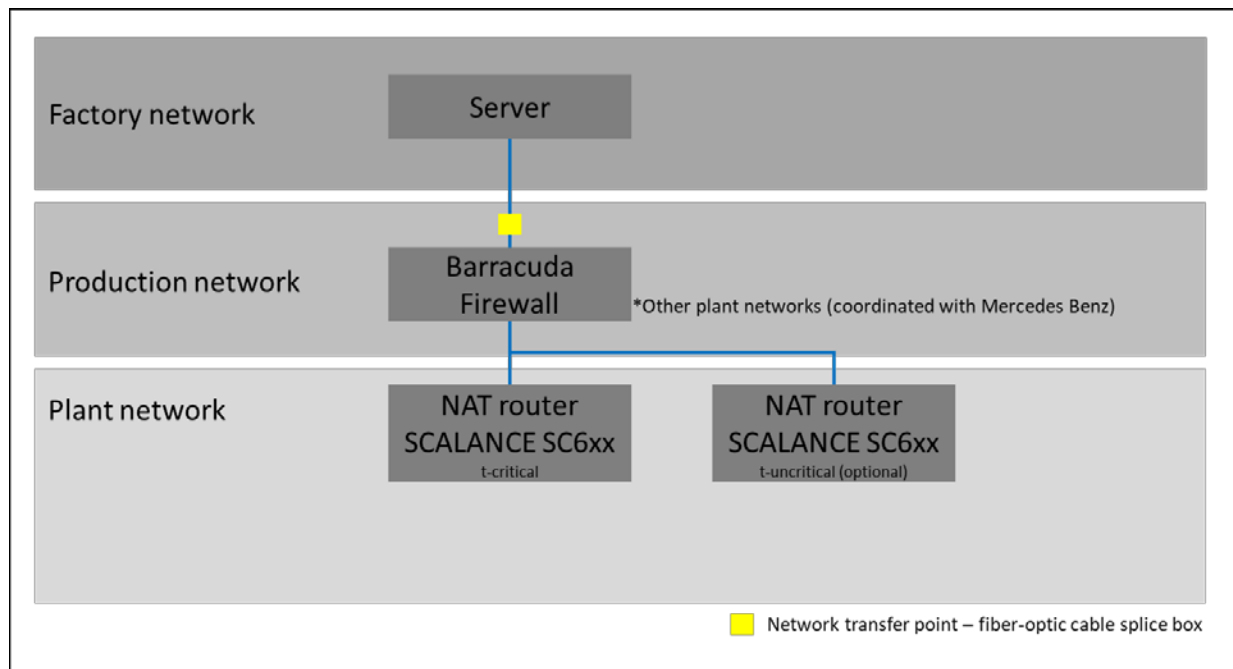 Factory network
Server
Production network
Barracuda
Firewall
*Other plant networks (coordinated with Mercedes Benz)
Plant network
NAT router
SCALANCE SC6xx
t-critical
NAT router
SCALANCE SC6xx
t-uncritical (optional)
Network transfer point – fiber-optic cable splice box